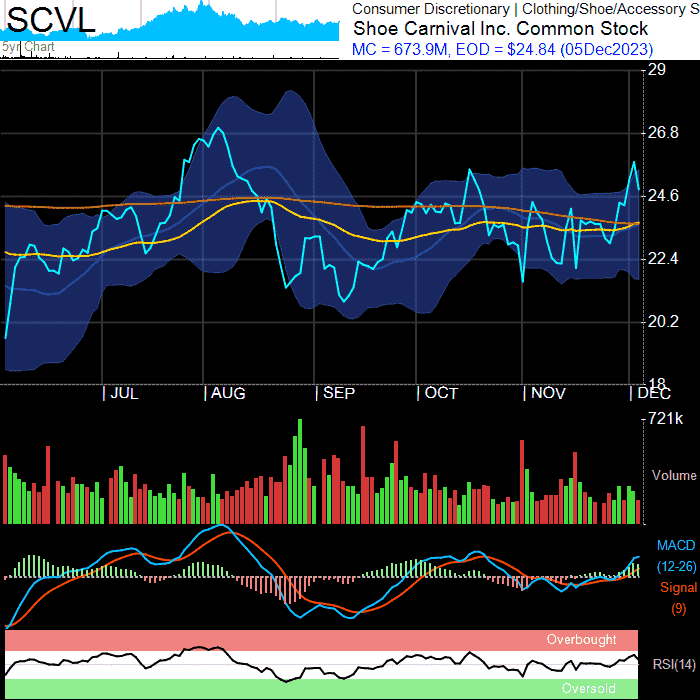 SCVL
5yr Chart
Consumer Discretionary | Clothing/Shoe/Accessory S
Shoe Carnival Inc. Common Stock
MC = 673.9M, EOD = $24.84 (05Dec2023)
29
26.8
24.6
22.4
20.2
18
| JUL | AUG | SEP | OCT | NOV | DEC
721k
Volume
MACD
(12-26)
Signal
(9)
Overbought
RSI(14)
Oversold